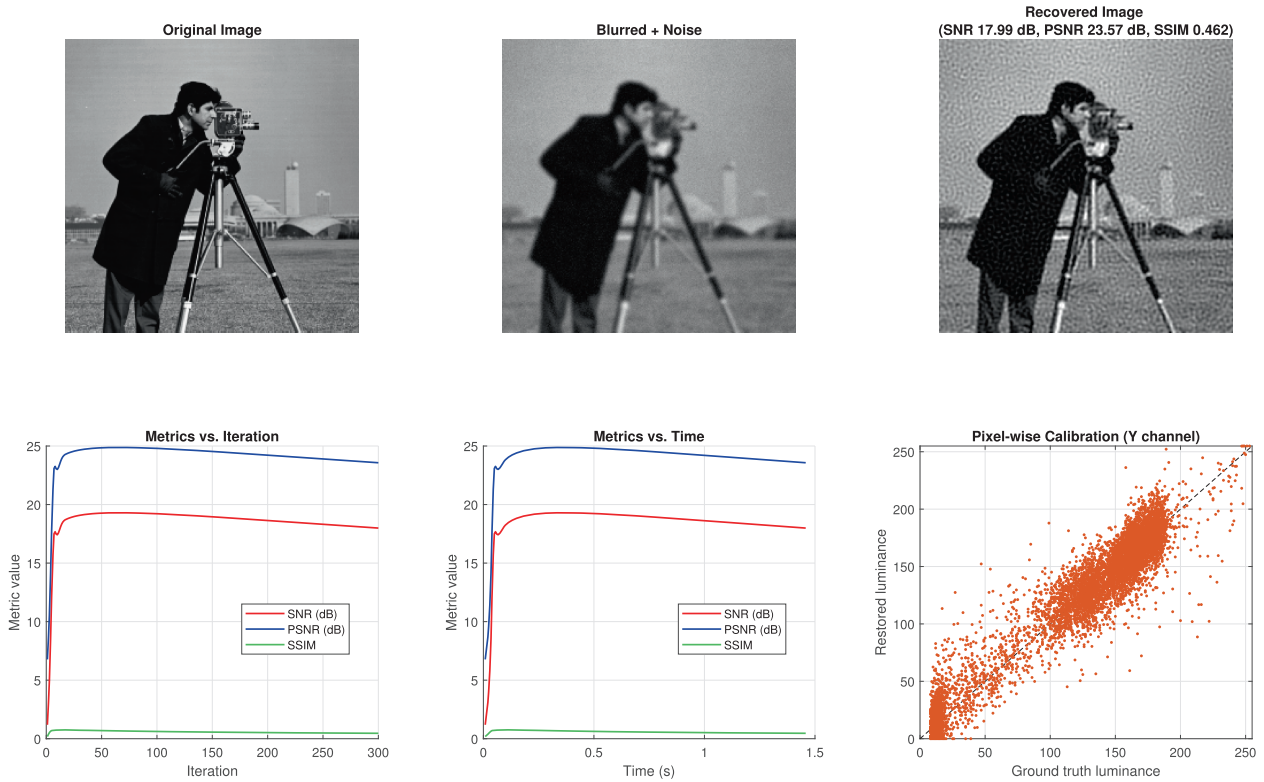 Original Image
Blurred + Noise
Recovered Image
(SNR 17.99 dB, PSNR 23.57 dB, SSIM 0.462)
Metrics vs. Iteration
25
20
15
10
5
0
Metric value
SNR (dB)
PSNR (dB)
SSIM
0 50 100 150 200 250 300
Iteration
Metrics vs. Time
25
20
15
10
5
0
Metric value
SNR (dB)
PSNR (dB)
SSIM
0 0.5 1 1.5
Time (s)
Pixel-wise Calibration (Y channel)
250
200
150
100
50
0
Restored luminance
0 50 100 150 200 250
Ground truth luminance